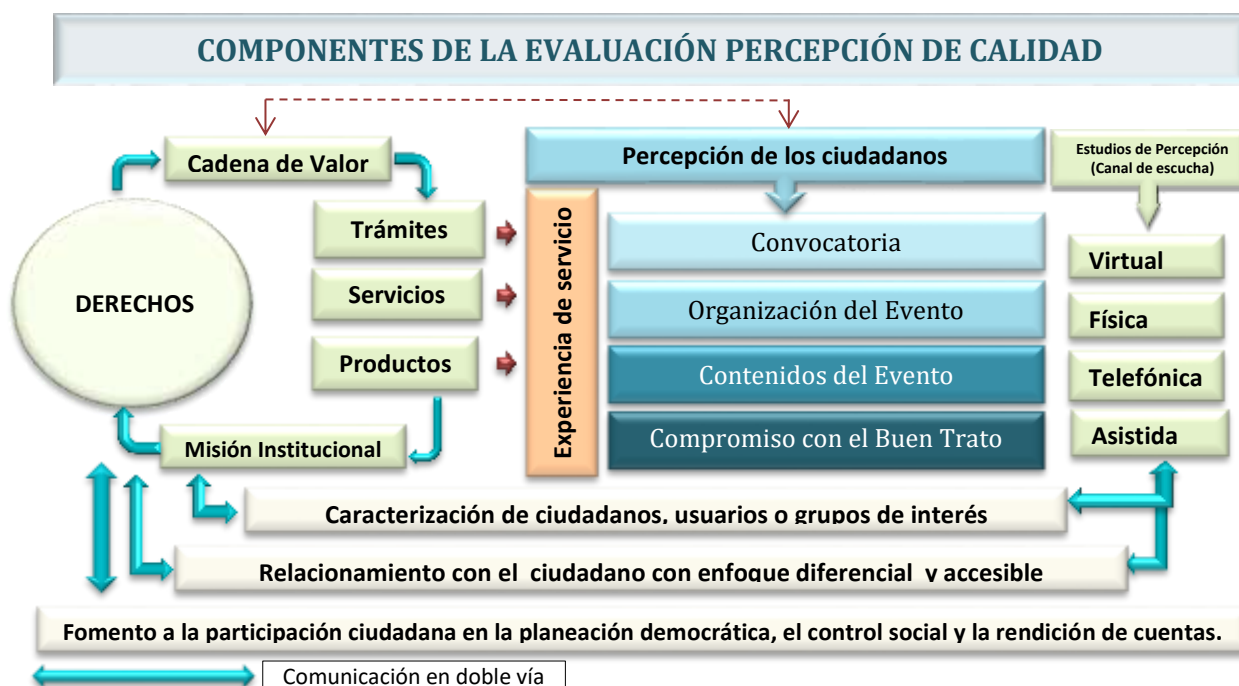 COMPONENTES DE LA EVALUACIÓN PERCEPCIÓN DE CALIDAD
Cadena de Valor
Percepción de los ciudadanos
Estudios de Percepción
(Canal de escucha)
DERECHOS
Trámites
Servicios
Productos
Misión Institucional
Experiencia de servicio
Convocatoria
Organización del Evento
Contenidos del Evento
Compromiso con el Buen Trato
Virtual
Física
Telefónica
Asistida
Caracterización de ciudadanos, usuarios o grupos de interés
Relacionamiento con el ciudadano con enfoque diferencial y accesible
Fomento a la participación ciudadana en la planeación democrática, el control social y la rendición de cuentas.
Comunicación en doble vía